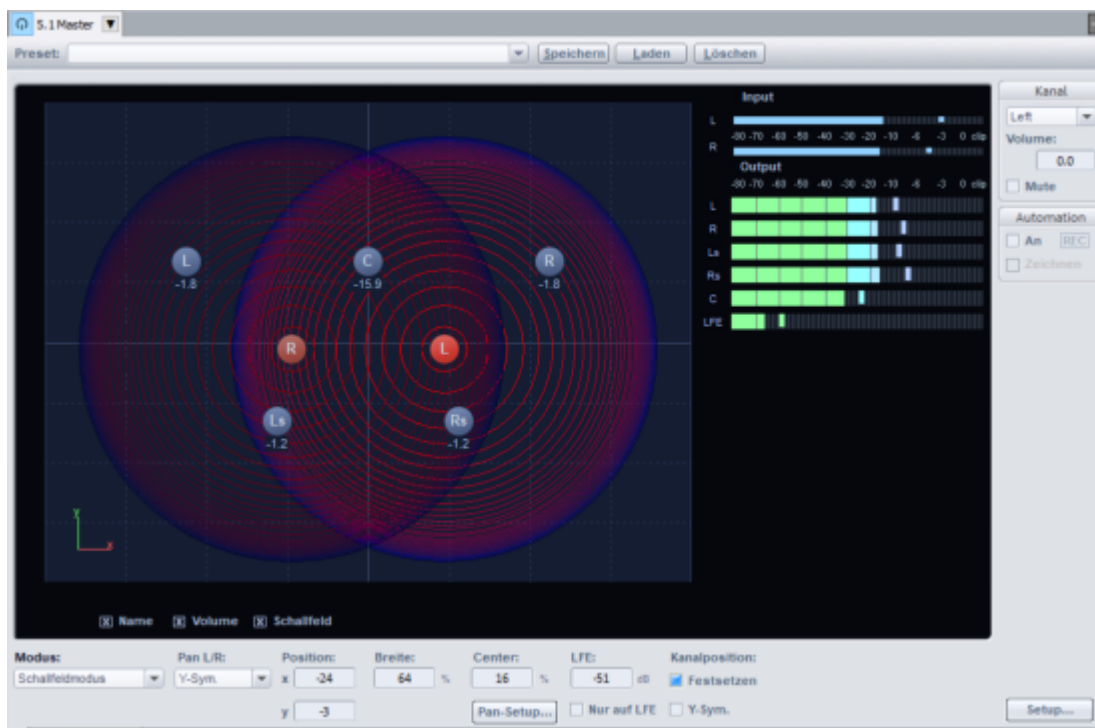 5.1 Master
Preset: Speichern Laden Löschen
Input
L
-80 -70 -60 -50 -40 -30 -20 -10 -6 -3 0 clip
R
Output
-80 -70 -60 -50 -40 -30 -20 -10 -6 -3 0 clip
L
R
Ls
Rs
C
LFE
Kanal
Left
Volume:
0.0
Mute
Automation
An REC
Zeichnen
L C R
-1.8 -15.9 -1.8
R L
Ls Rs
-1.2 -1.2
y
x
Name Volume Schallfeld
Modus: Pan L/R: Position: Breite: Center: LFE: Kanalposition:
Schallfeldmodus Y-Sym. x -24 64 % 16 % -51 dB Festsetzen
y -3 Pan-Setup... Nur auf LFE Y-Sym. Setup...